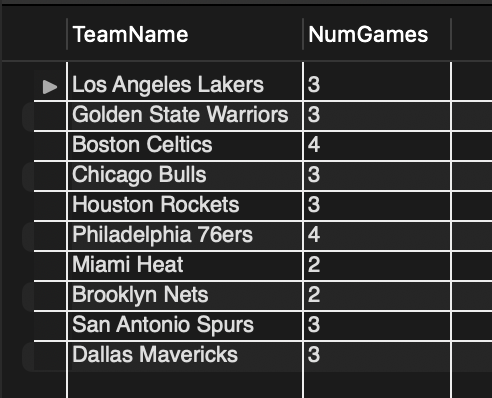 TeamName NumGames
Los Angeles Lakers 3
Golden State Warriors 3
Boston Celtics 4
Chicago Bulls 3
Houston Rockets 3
Philadelphia 76ers 4
Miami Heat 2
Brooklyn Nets 2
San Antonio Spurs 3
Dallas Mavericks 3